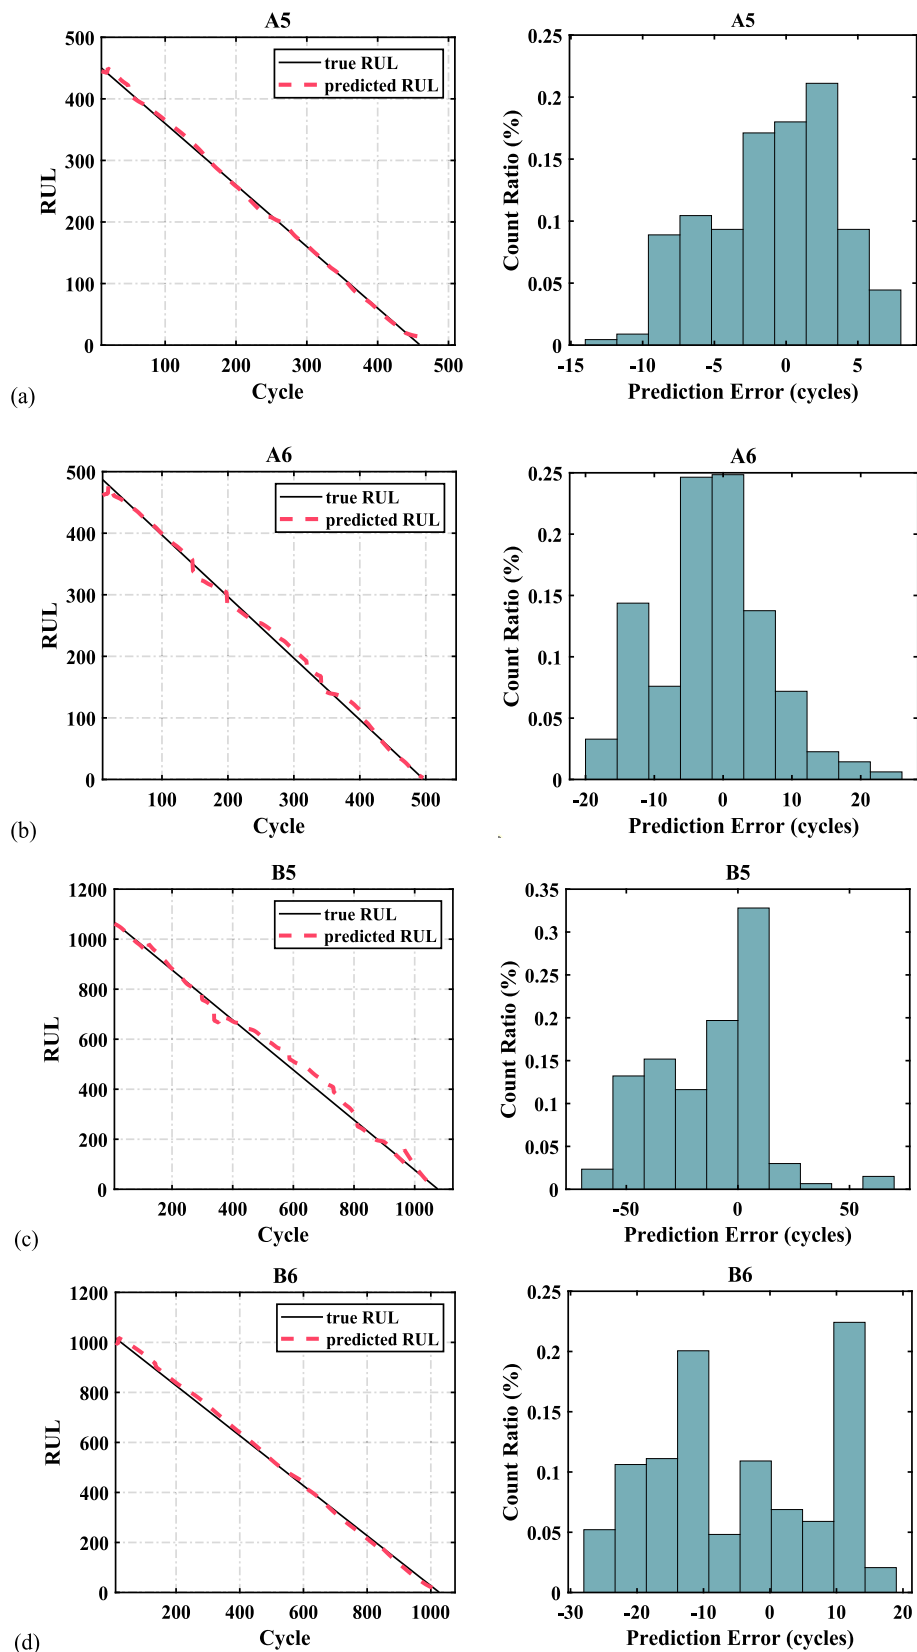 A5
500
400
300
200
100
0
RUL
true RUL
predicted RUL
100 200 300 400 500
Cycle
(a)
A5
0.25
0.2
0.15
0.1
0.05
0
Count Ratio (%)
-15 -10 -5 0 5
Prediction Error (cycles)
A6
500
400
300
200
100
0
RUL
true RUL
predicted RUL
100 200 300 400 500
Cycle
(b)
A6
0.25
0.2
0.15
0.1
0.05
0
Count Ratio (%)
-20 -10 0 10 20
Prediction Error (cycles)
B5
1200
1000
800
600
400
200
0
RUL
true RUL
predicted RUL
200 400 600 800 1000
Cycle
(c)
B5
0.35
0.3
0.25
0.2
0.15
0.1
0.05
0
Count Ratio (%)
-50 0 50
Prediction Error (cycles)
B6
1200
1000
800
600
400
200
0
RUL
true RUL
predicted RUL
200 400 600 800 1000
Cycle
(d)
B6
0.25
0.2
0.15
0.1
0.05
0
Count Ratio (%)
-30 -20 -10 0 10 20
Prediction Error (cycles)